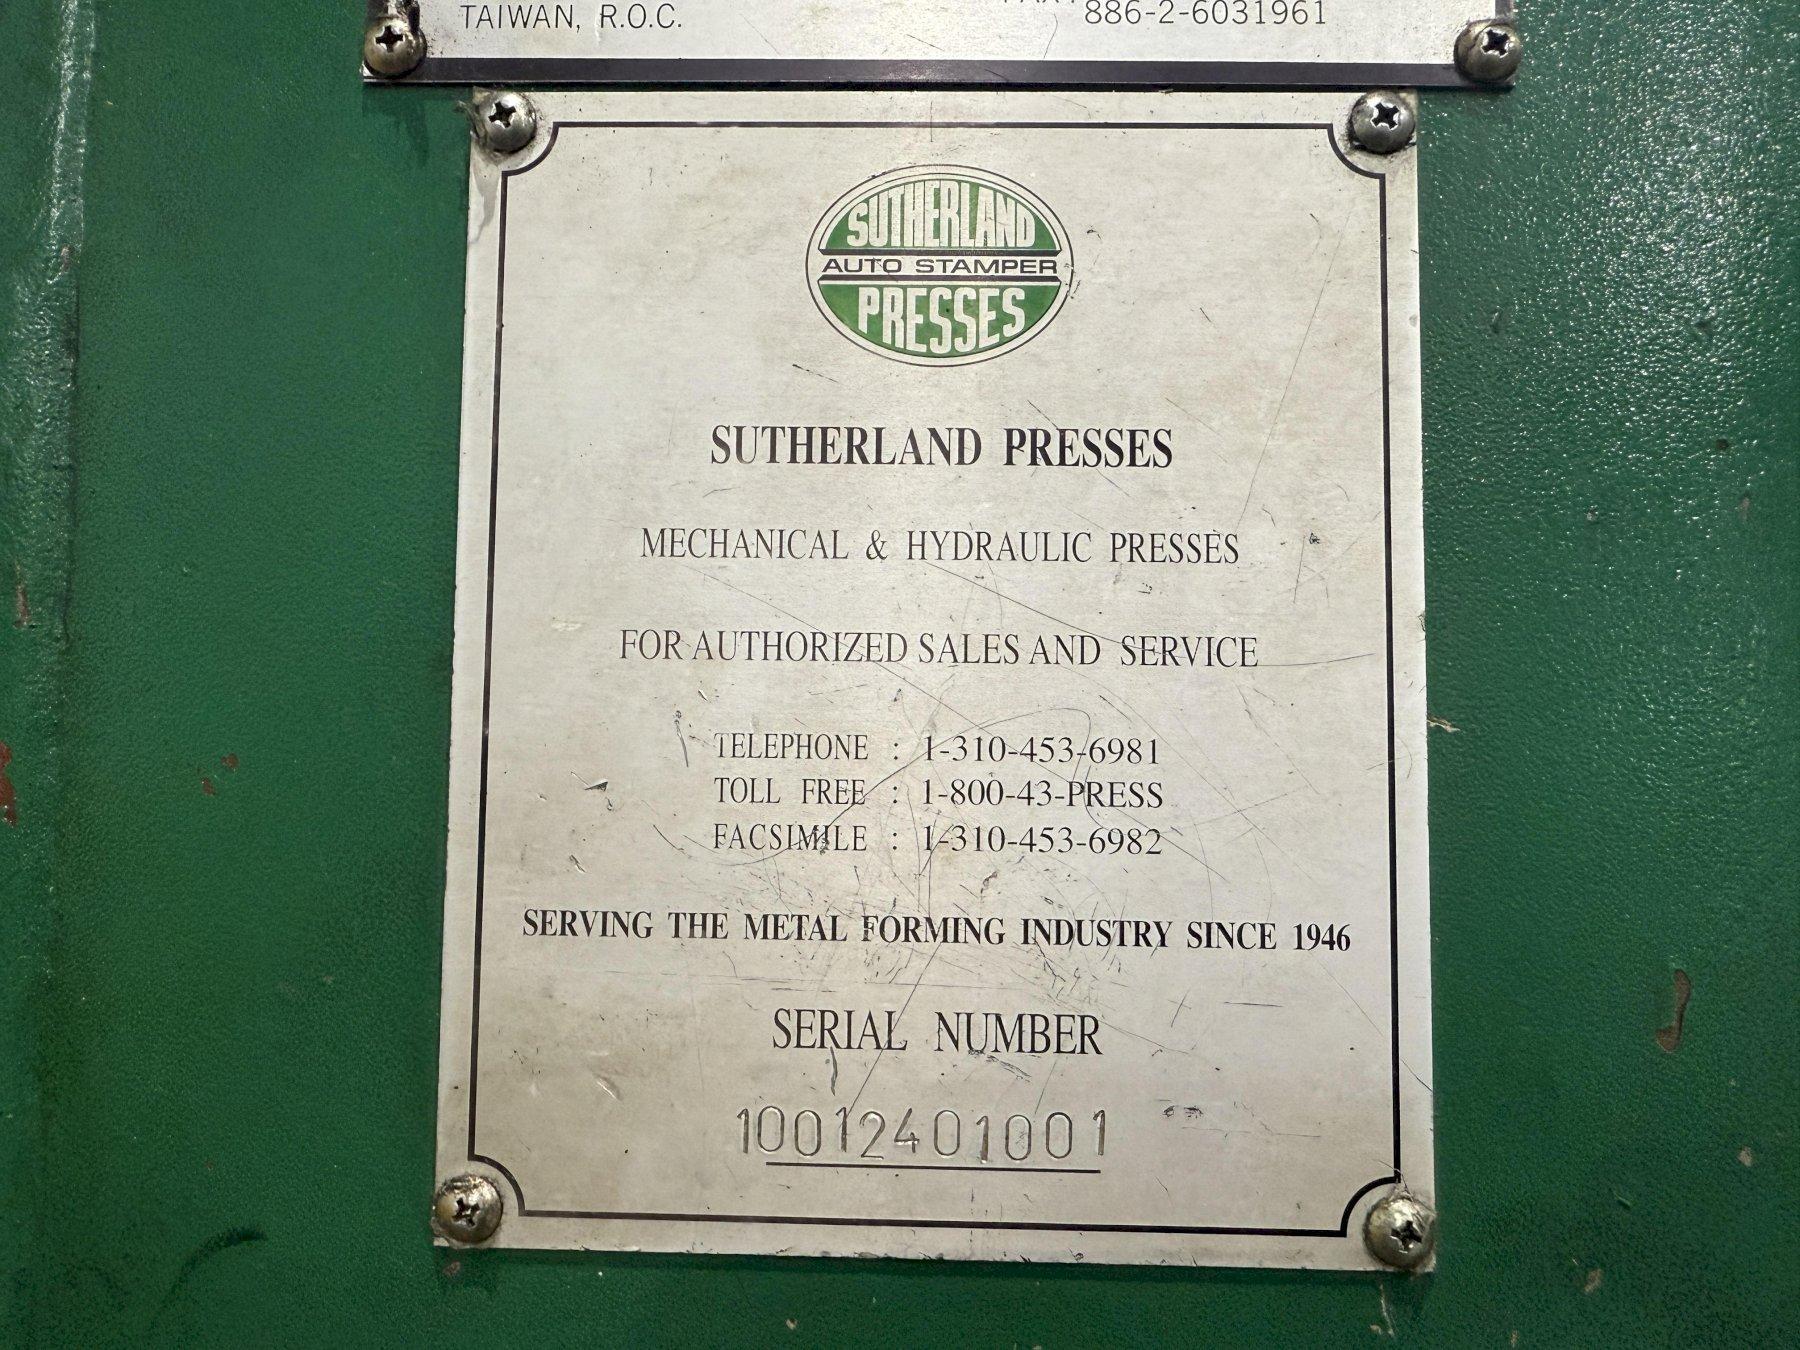 TAIWAN, R.O.C.
886-2-6031961
SUTHERLAND
AUTO STAMPER
PRESSES
SUTHERLAND PRESSES
MECHANICAL & HYDRAULIC PRESSES
FOR AUTHORIZED SALES AND SERVICE
TELEPHONE : 1-310-453-6981
TOLL FREE : 1-800-43-PRESS
FACSIMILE : 1-310-453-6982
SERVING THE METAL FORMING INDUSTRY SINCE 1946
SERIAL NUMBER
10012401001